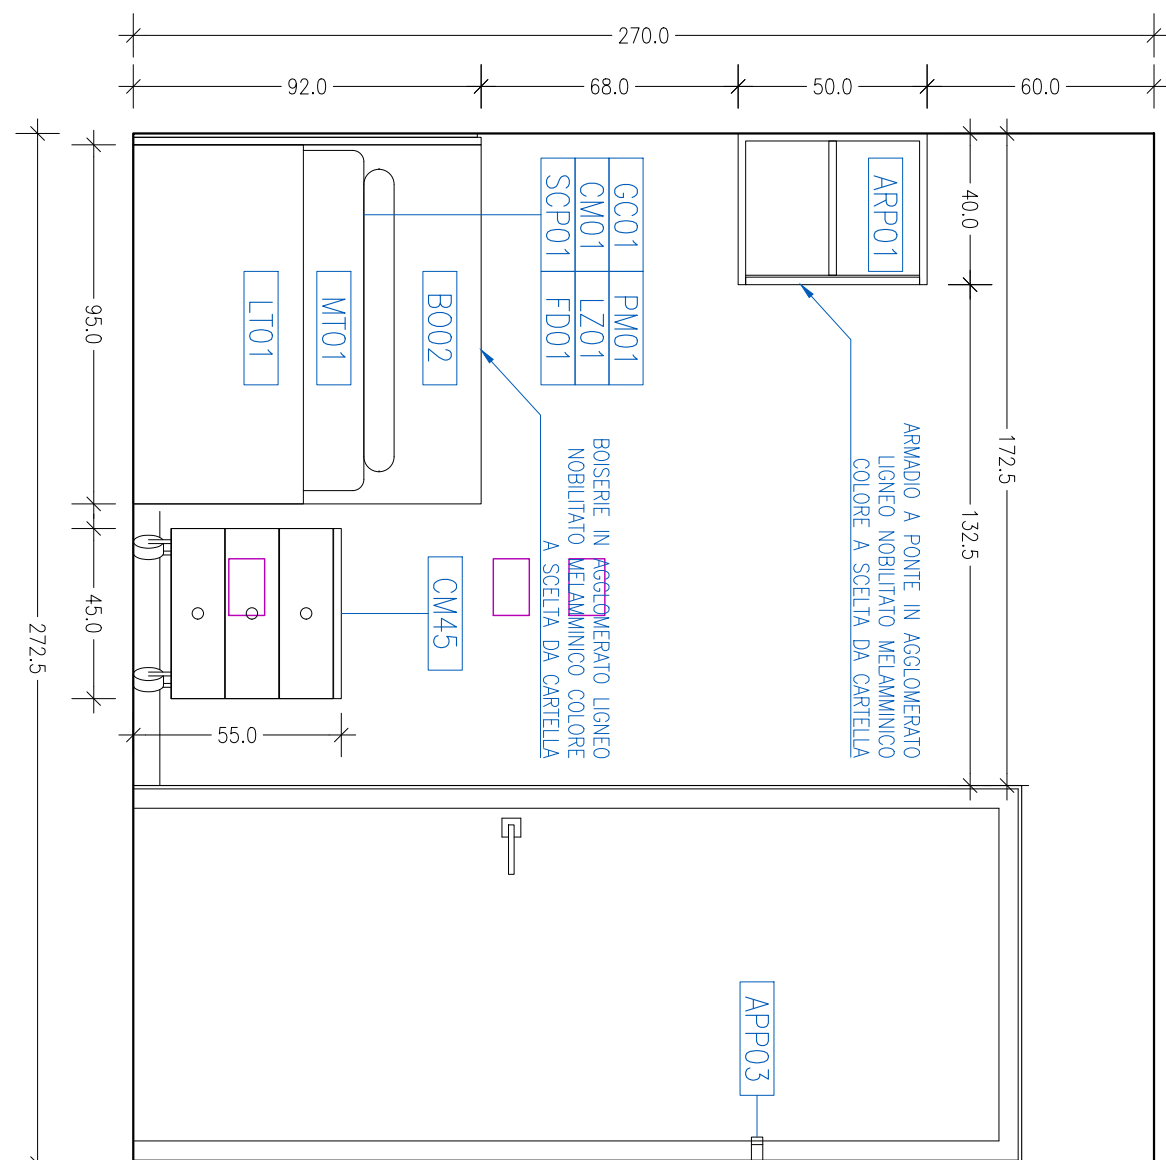 270.0
92.0
68.0
50.0
60.0
ARP01
40.0
GC01 PM01
CM01 LZ01
SCP01 FD01
B002
MT01
LT01
95.0
172.5
132.5
ARMADIO A PONTE IN AGGLOMERATO
LIGNEO NOBILITATO MELAMMINICO
COLORE A SCELTA DA CARTELLA
BOISERIE IN AGGLOMERATO LIGNEO
NOBILITATO MELAMMINICO COLORE
A SCELTA DA CARTELLA
CM45
45.0
272.5
55.0
APP03